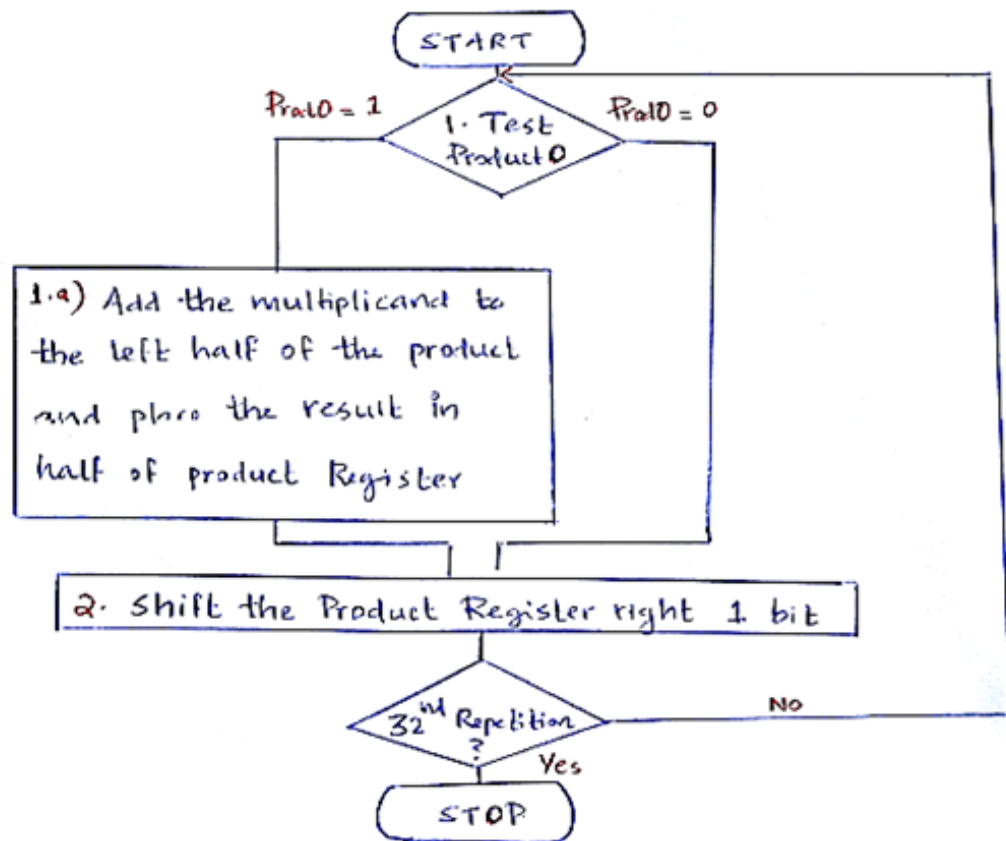 START
Prod0 = 1
Prod0 = 0
1. Test
Product0
1.a) Add the multiplicand to
the left half of the product
and place the result in
half of product Register
2. Shift the Product Register right 1 bit
32nd Repetition
?
No
Yes
STOP